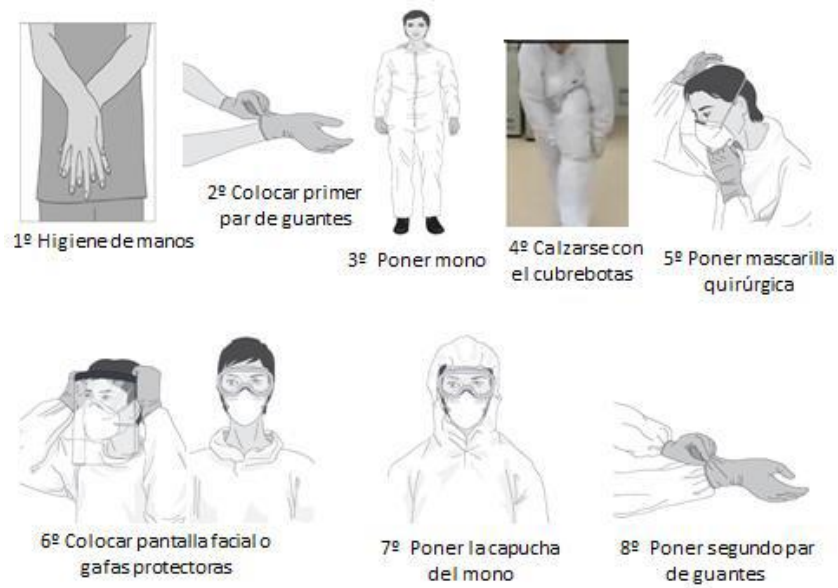 1º Higiene de manos
2º Colocar primer
par de guantes
3º Poner mono
4º Calzarse con
el cubrebotas
5º Poner mascarilla
quirúrgica
6º Colocar pantalla facial o
gafas protectoras
7º Poner la capucha
del mono
8º Poner segundo par
de guantes